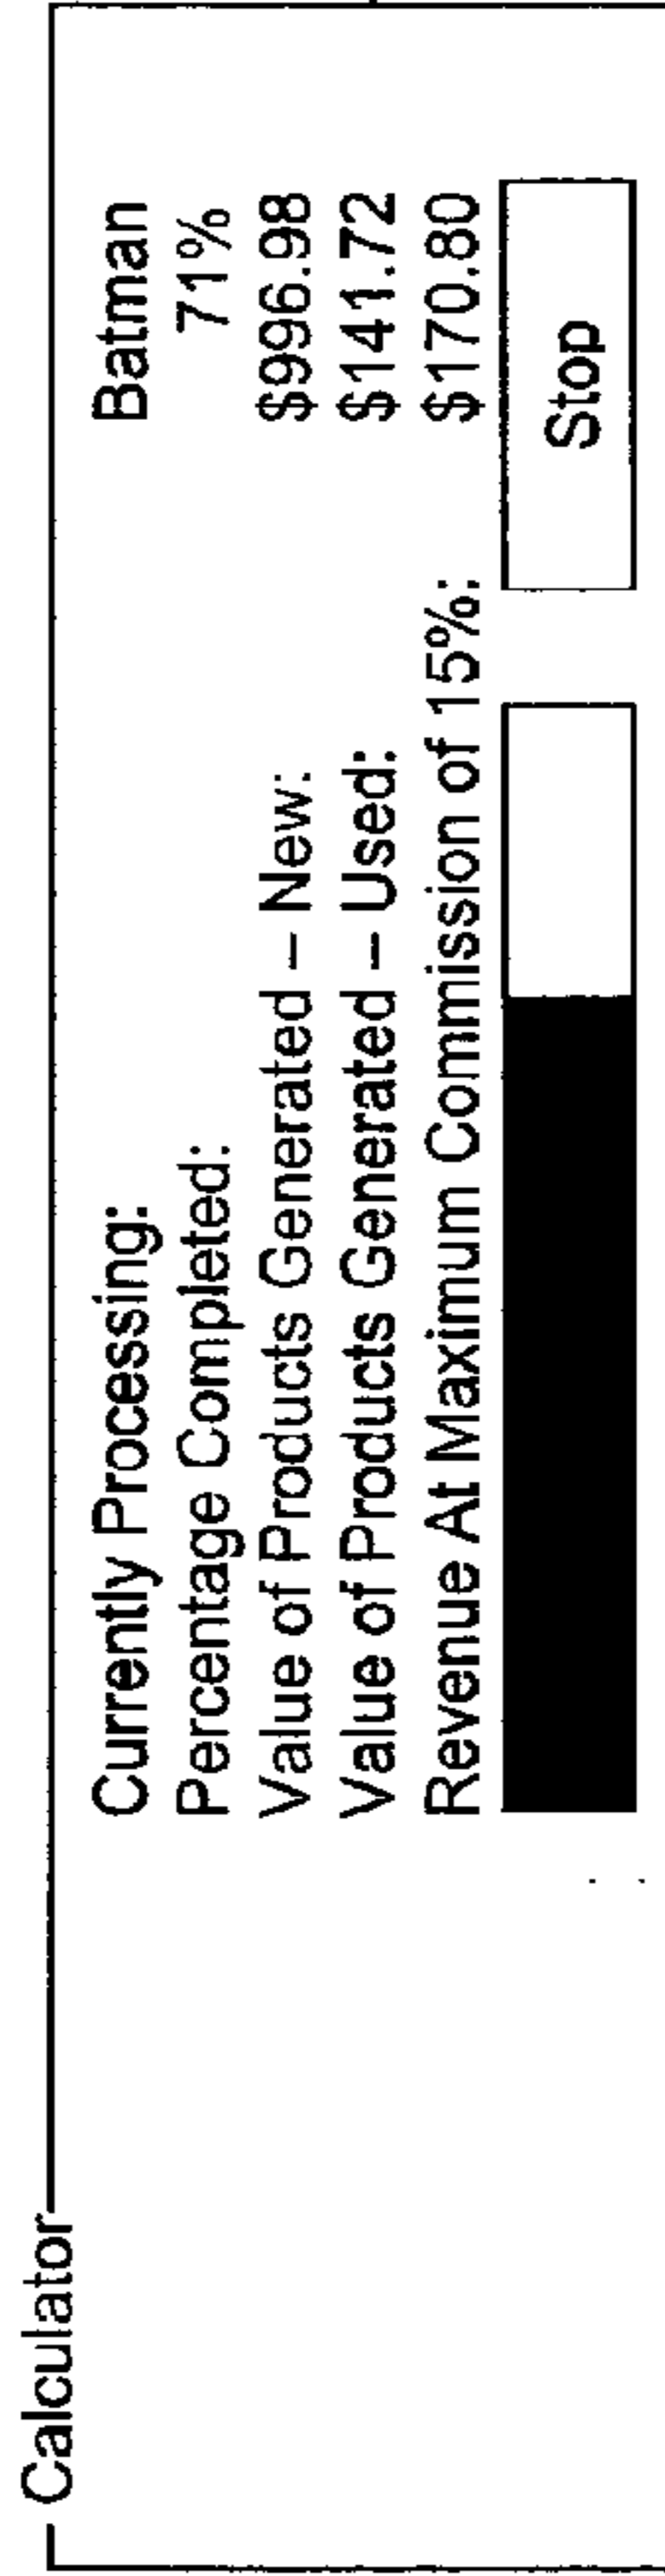 Calculator
Currently Processing: Batman
Percentage Completed: 71%
Value of Products Generated – New: $996.98
Value of Products Generated – Used: $141.72
Revenue At Maximum Commission of 15%: $170.80
Stop